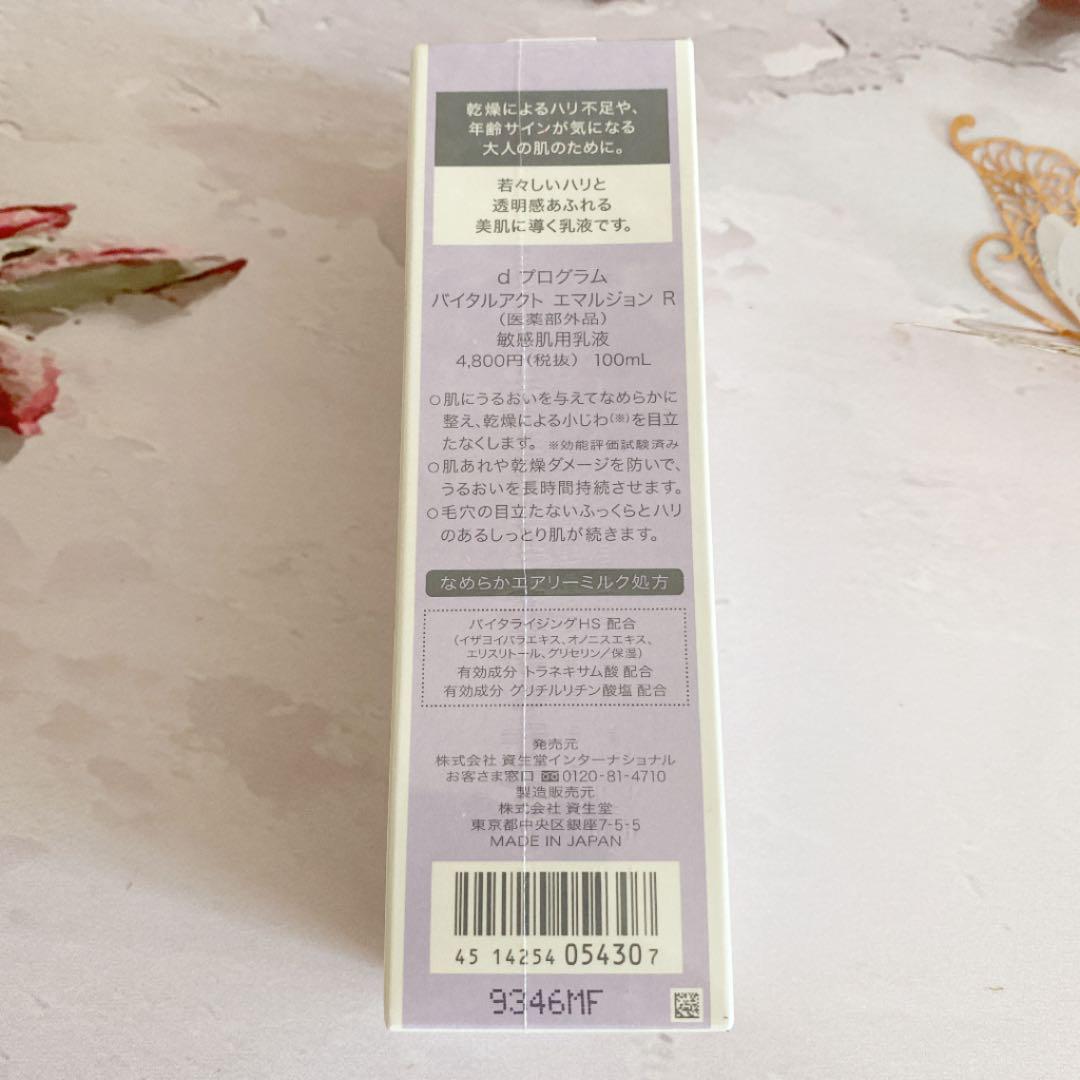 乾燥によるハリ不足や、
年齢サインが気になる
大人の肌のために。
若々しいハリと
透明感あふれる
美肌に導く乳液です。
d プログラム
バイタルアクト エマルジョン R
（医薬部外品）
敏感肌用乳液
4,800円（税抜） 100mL
○肌にうるおいを与えてなめらかに
整え、乾燥による小じわ(※)を目立
たなくします。 ※効能評価試験済み
○肌あれや乾燥ダメージを防いで、
うるおいを長時間持続させます。
○毛穴の目立たないふっくらとハリ
のあるしっとり肌が続きます。
なめらかエアリーミルク処方
バイタライジングHS 配合
（イザヨイバラエキス、オノニスエキス、
エリスリトール、グリセリン／保湿）
有効成分 トラネキサム酸 配合
有効成分 グリチルリチン酸塩 配合
発売元
株式会社 資生堂インターナショナル
お客さま窓口 0120-81-4710
製造販売元
株式会社 資生堂
東京都中央区銀座7-5-5
MADE IN JAPAN
45 14254 05430 7
9346MF